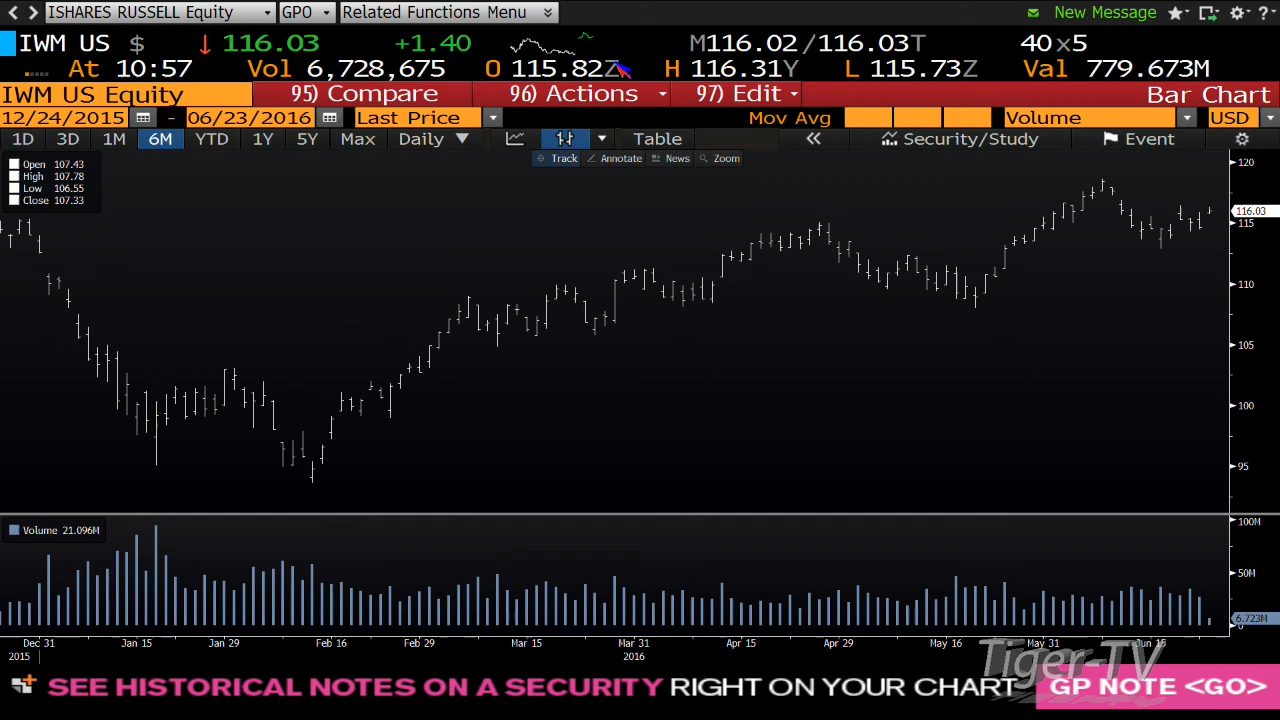 ISHARES RUSSELL Equity GPO Related Functions Menu New Message
IWM US $ 116.03 +1.40 M116.02 /116.03T 40x5
At 10:57 Vol 6,728,675 O 115.82Z H 116.31Y L 115.73Z Val 779.673M
IWM US Equity 95) Compare 96) Actions 97) Edit Bar Chart
12/24/2015 - 06/23/2016 Last Price Mov Avg Volume USD
1D 3D 1M 6M YTD 1Y 5Y Max Daily Table Security/Study Event
Track Annotate News Zoom
Open 107.43
High 107.78
Low 106.55
Close 107.33
120
116.03
115
110
105
100
95
Volume 21.096M
100M
50M
6.723M
0
Dec 31 Jan 15 Jan 29 Feb 16 Feb 29 Mar 15 Mar 31 Apr 15 Apr 29 May 16 May 31 Jun 15
2015 2016
Tiger-TV
SEE HISTORICAL NOTES ON A SECURITY RIGHT ON YOUR CHART GP NOTE <GO>